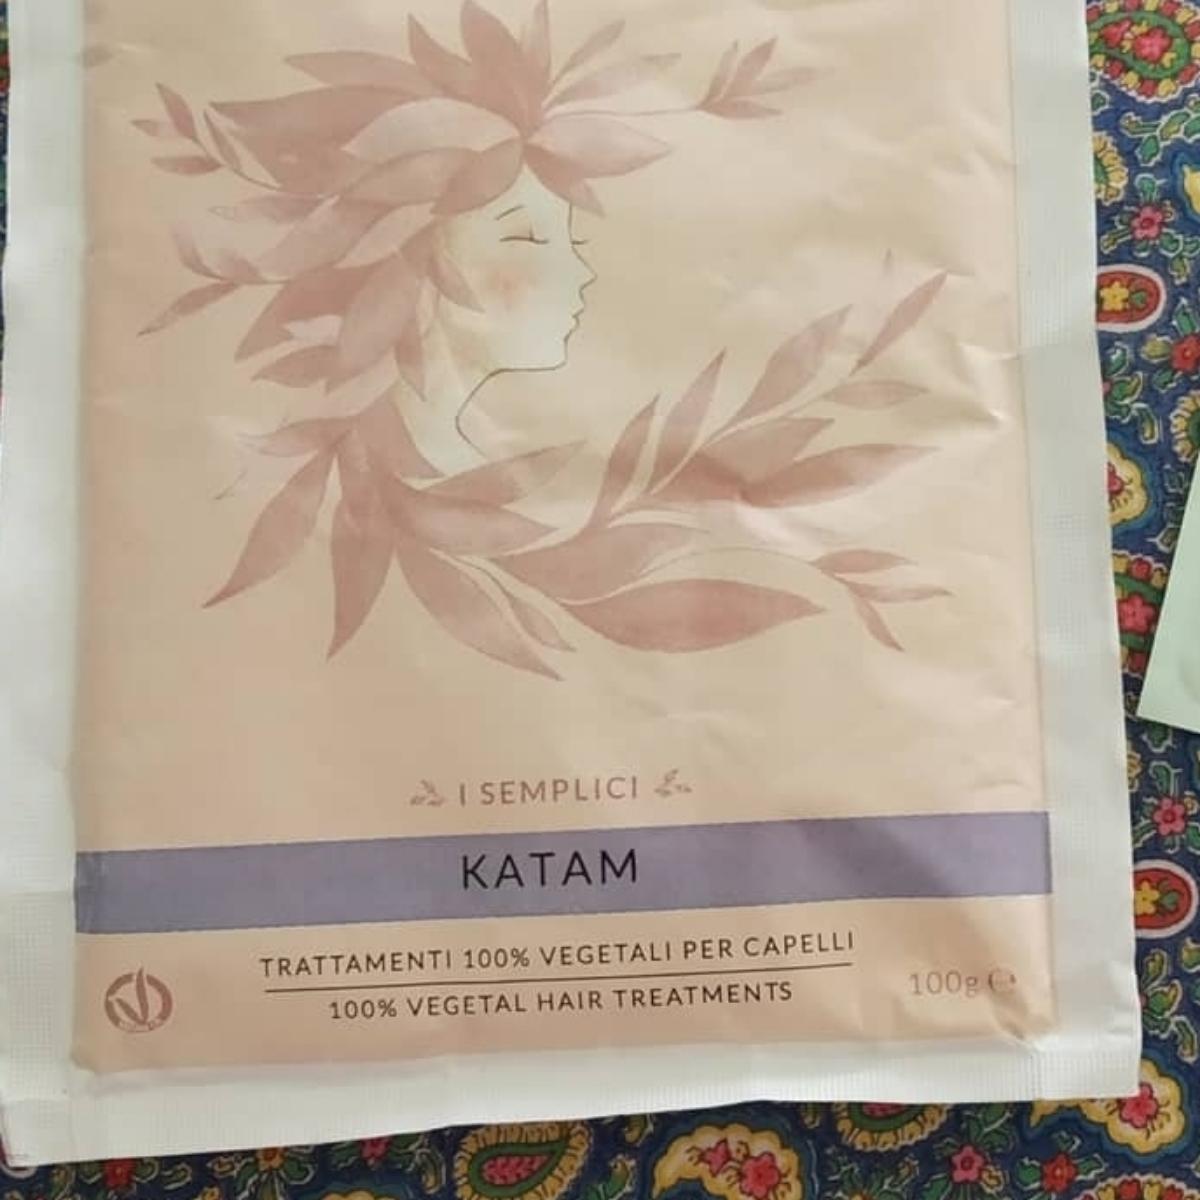 I SEMPLICI
KATAM
TRATTAMENTI 100% VEGETALI PER CAPELLI
100% VEGETAL HAIR TREATMENTS
100g ℮